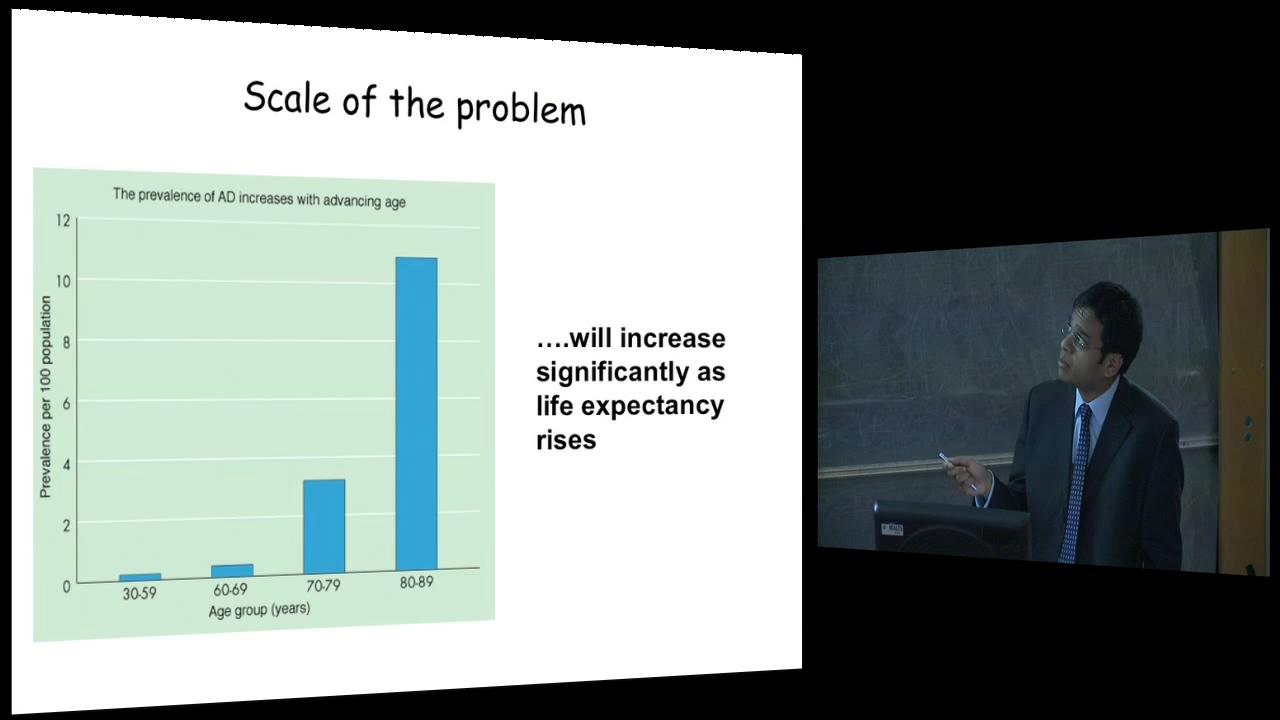 Scale of the problem
The prevalence of AD increases with advancing age
12
10
8
6
4
2
0
Prevalence per 100 population
30-59
60-69
70-79
80-89
Age group (years)
….will increase
significantly as
life expectancy
rises